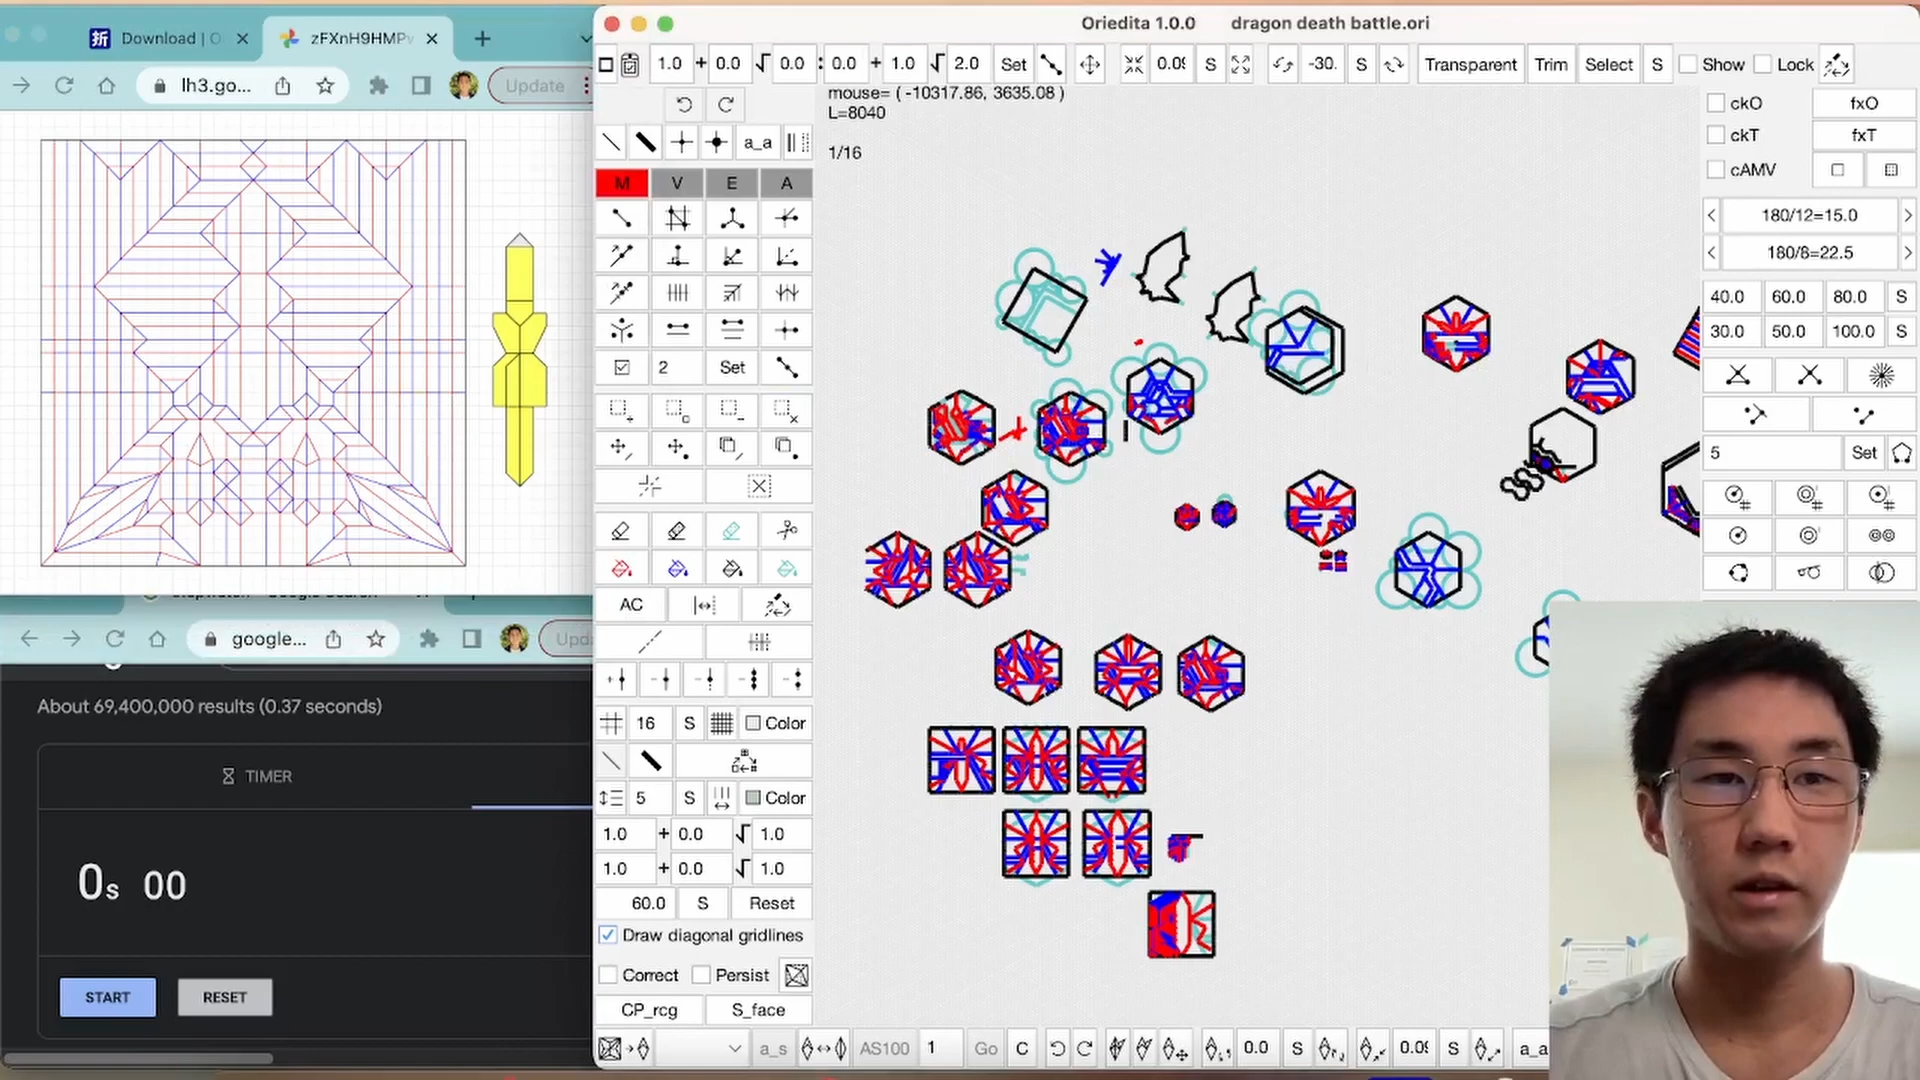 Oriedita 1.0.0 dragon death battle.ori
折 Download | O
zFXnH9HMPv
lh3.go...
Update
1.0 + 0.0 √ 0.0 : 0.0 + 1.0 √ 2.0 Set
S
-30. S
Transparent Trim Select S Show Lock
mouse= ( -10317.86, 3635.08 )
L=8040
1/16
a_a
M V E A
2 Set
AC
16 S Color
5 S Color
1.0 + 0.0 √ 1.0
1.0 + 0.0 √ 1.0
60.0 S Reset
Draw diagonal gridlines
Correct Persist
CP_rcg S_face
a_s AS100 1 Go C 0.0 S S a_a
ckO fxO
ckT fxT
cAMV
180/12=15.0
180/8=22.5
40.0 60.0 80.0 S
30.0 50.0 100.0 S
5 Set
google...
About 69,400,000 results (0.37 seconds)
TIMER
0s 00
START RESET